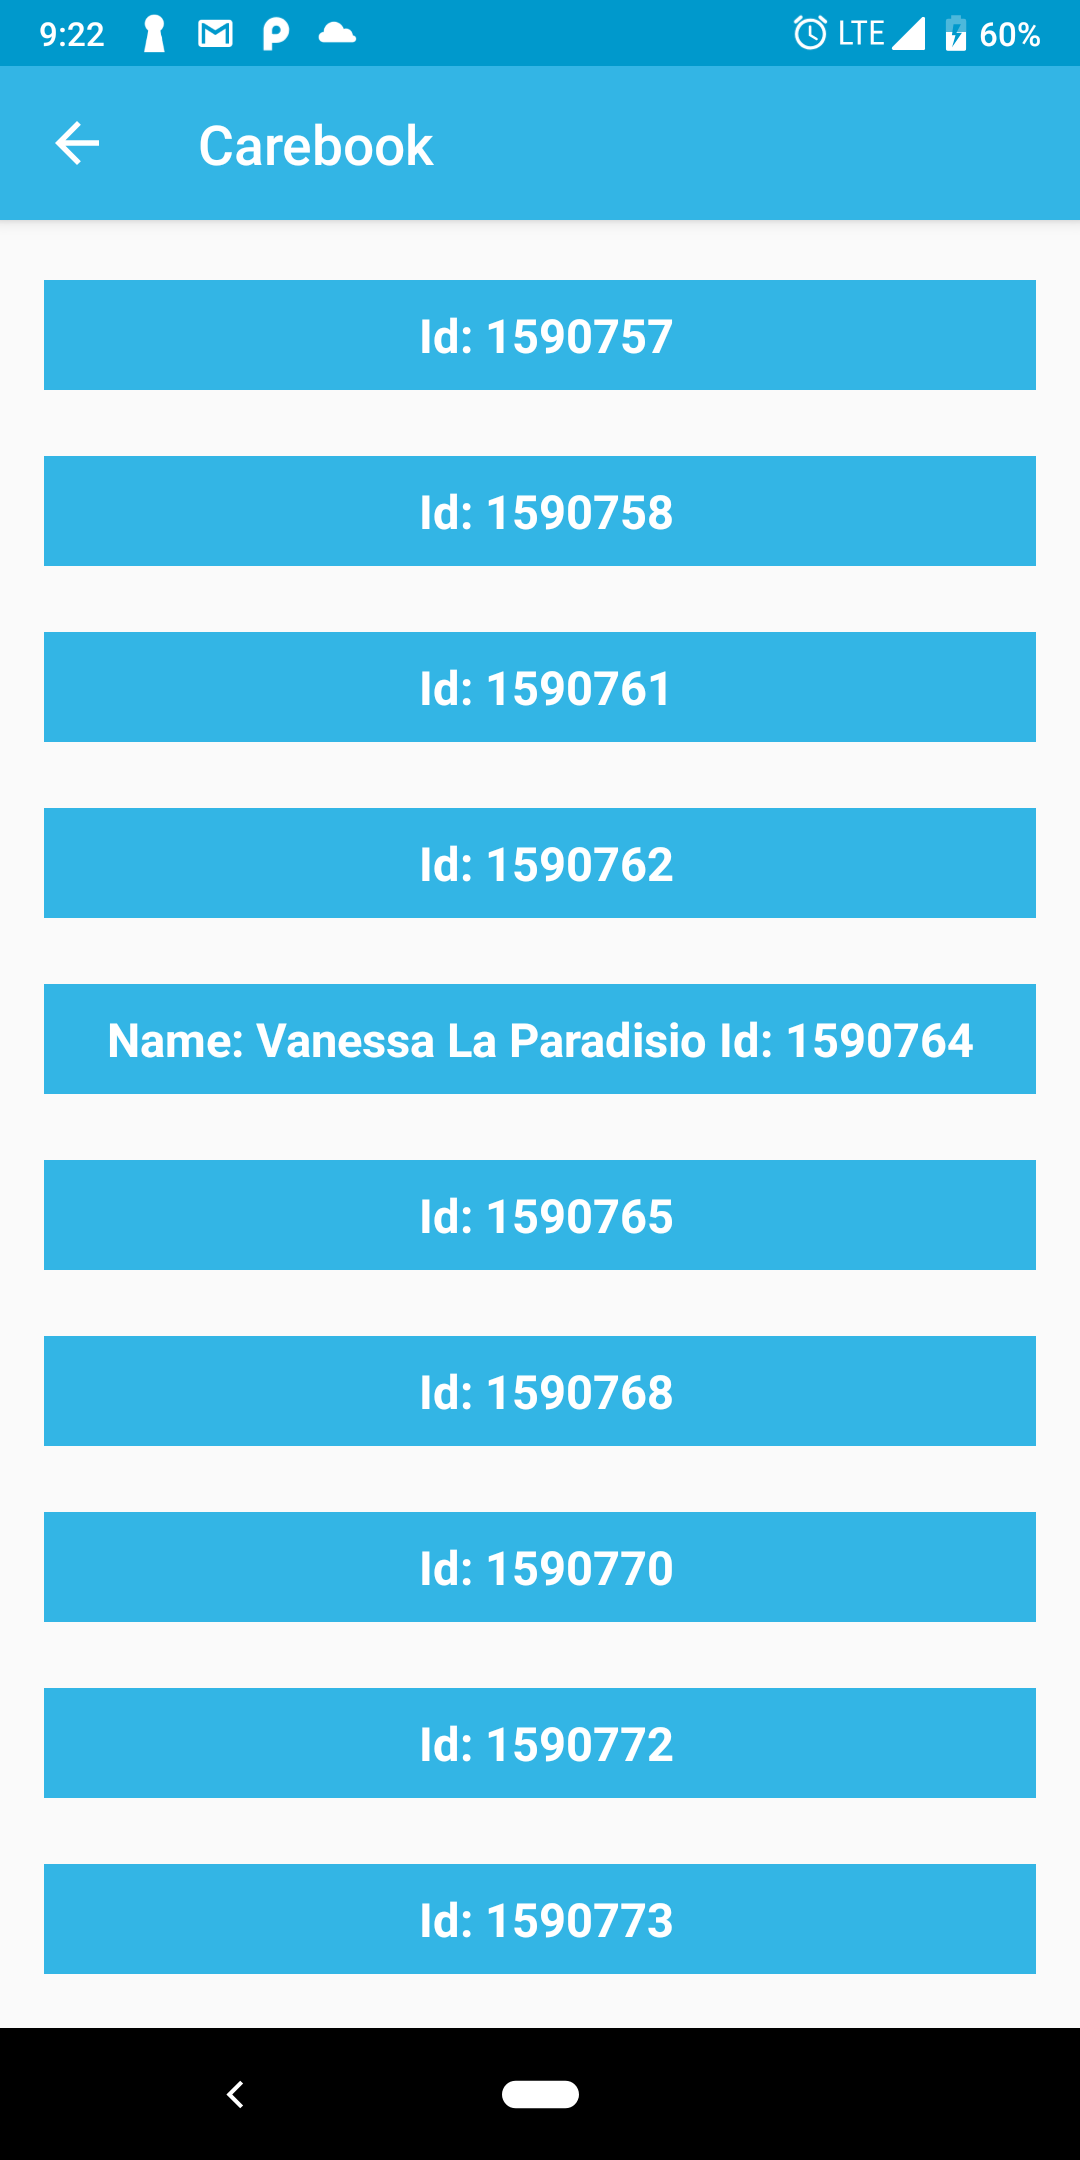 9:22 LTE 60%
Carebook
Id: 1590757
Id: 1590758
Id: 1590761
Id: 1590762
Name: Vanessa La Paradisio Id: 1590764
Id: 1590765
Id: 1590768
Id: 1590770
Id: 1590772
Id: 1590773